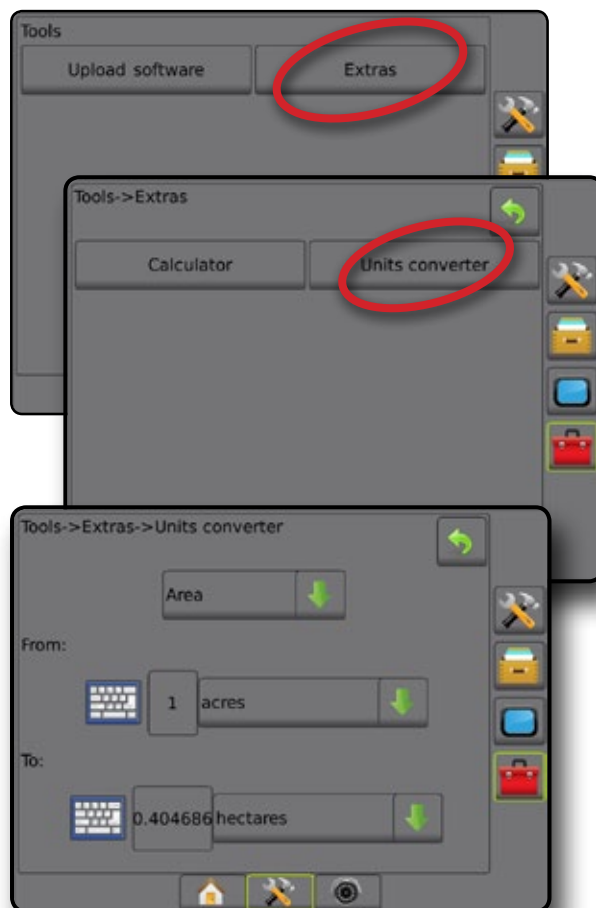 Tools
Upload software Extras
Tools->Extras
Calculator Units converter
Tools->Extras->Units converter
Area
From:
1 acres
To:
0.404686 hectares